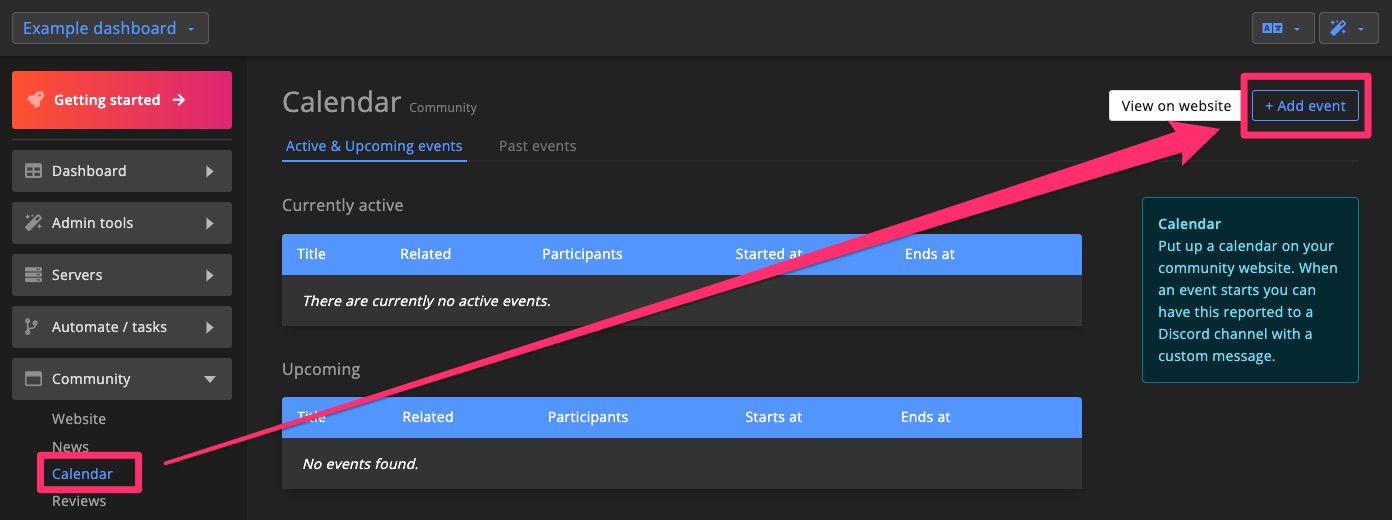 Example dashboard
Getting started
Dashboard
Admin tools
Servers
Automate / tasks
Community
Website
News
Calendar
Reviews
Calendar Community
View on website
+ Add event
Active & Upcoming events
Past events
Currently active
Title Related Participants Started at Ends at
There are currently no active events.
Upcoming
Title Related Participants Starts at Ends at
No events found.
Calendar
Put up a calendar on your
community website. When
an event starts you can
have this reported to a
Discord channel with a
custom message.